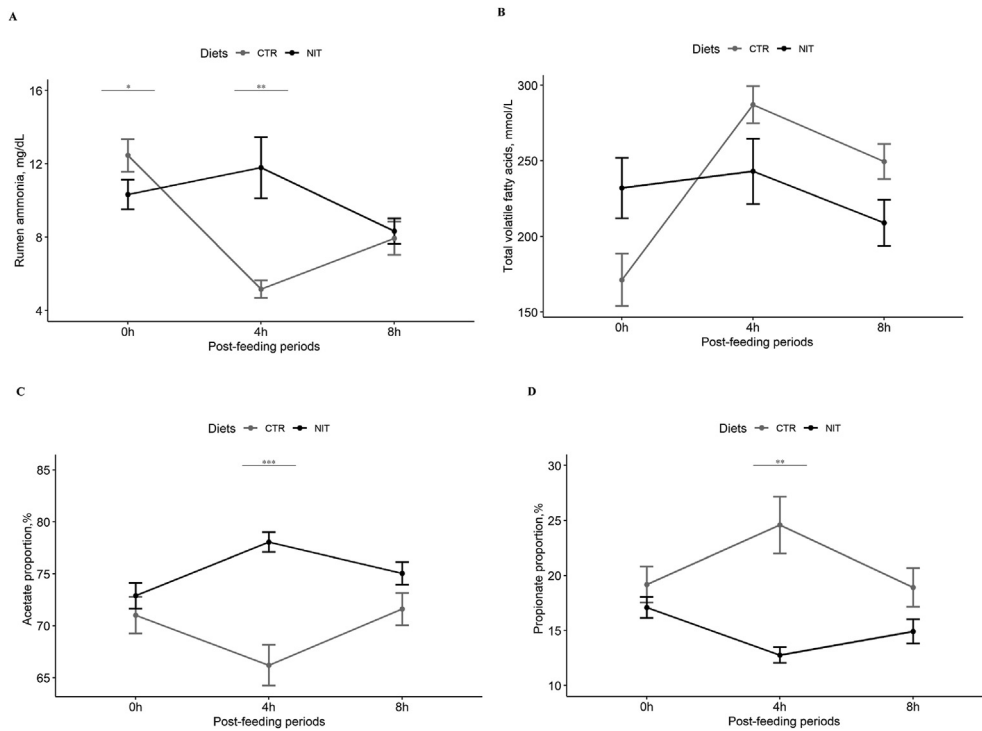 A
Diets CTR NIT
Rumen ammonia, mg/dL
16
12
8
4
*
**
0h 4h 8h
Post-feeding periods
B
Diets CTR NIT
Total volatile fatty acids, mmol/L
300
250
200
150
0h 4h 8h
Post-feeding periods
C
Diets CTR NIT
Acetate proportion,%
85
80
75
70
65
***
0h 4h 8h
Post-feeding periods
D
Diets CTR NIT
Propionate proportion,%
30
25
20
15
10
**
0h 4h 8h
Post-feeding periods